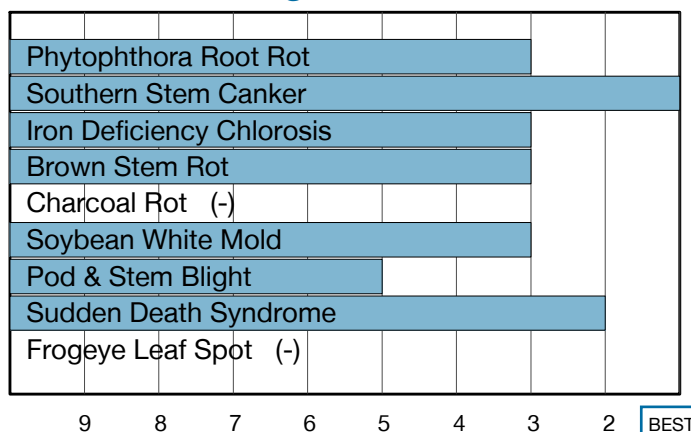 Phytophthora Root Rot
Southern Stem Canker
Iron Deficiency Chlorosis
Brown Stem Rot
Charcoal Rot (-)
Soybean White Mold
Pod & Stem Blight
Sudden Death Syndrome
Frogeye Leaf Spot (-)
9 8 7 6 5 4 3 2 BEST